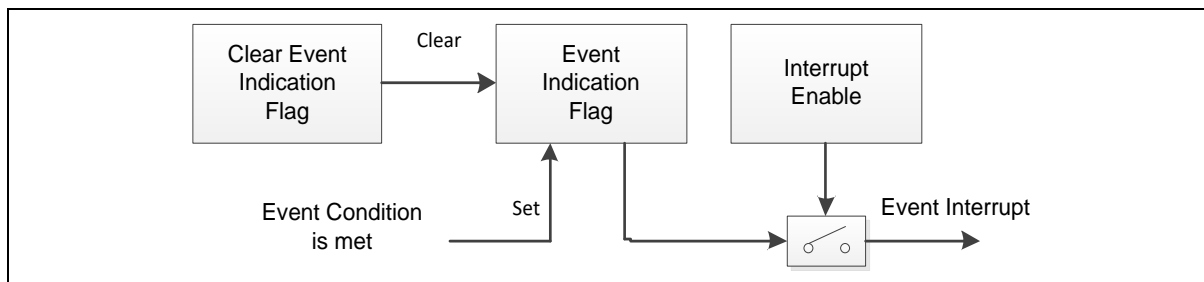 Clear Event
Indication
Flag
Clear
Event
Indication
Flag
Interrupt
Enable
Event Condition
is met
Set
Event Interrupt